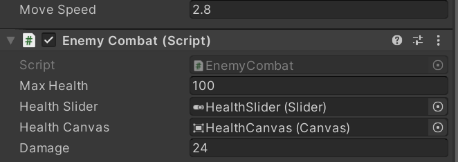 Move Speed 2.8
Enemy Combat (Script)
Script EnemyCombat
Max Health 100
Health Slider HealthSlider (Slider)
Health Canvas HealthCanvas (Canvas)
Damage 24